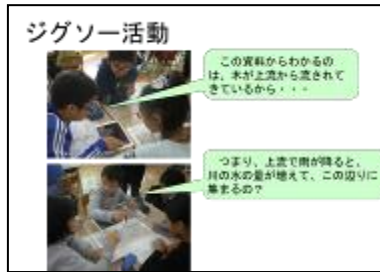 ジグソー活動
この資料からわかるの
は、木が上流から流されて
きているから・・・
つまり、上流で雨が降ると、
川の水の量が増えて、この辺りに
集まるの？